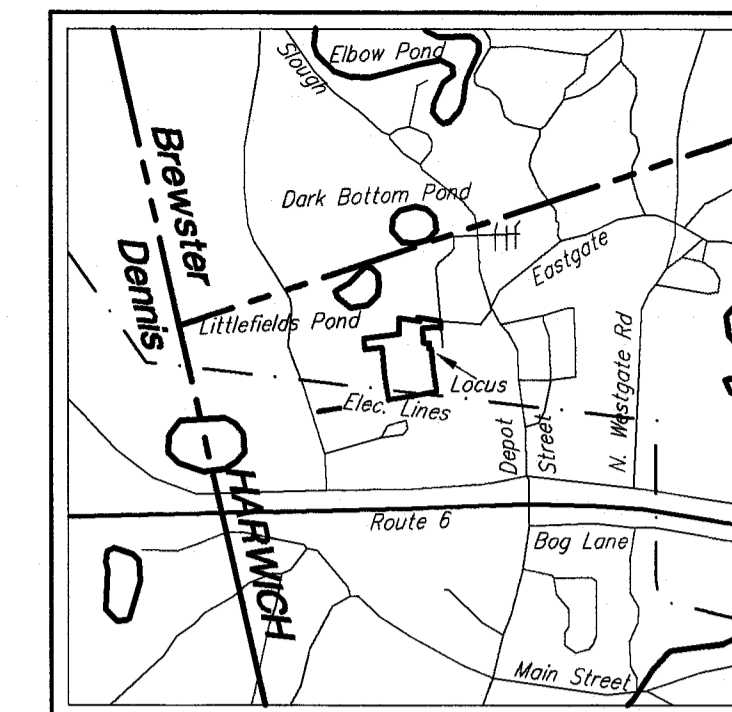 Elbow Pond
Slough
Brewster
Dennis
Dark Bottom Pond
Eastgate
Littlefields Pond
Locus
Elec. Lines
Depot
Street
N. Westgate Rd
HARWICH
Route 6
Bog Lane
Main Street